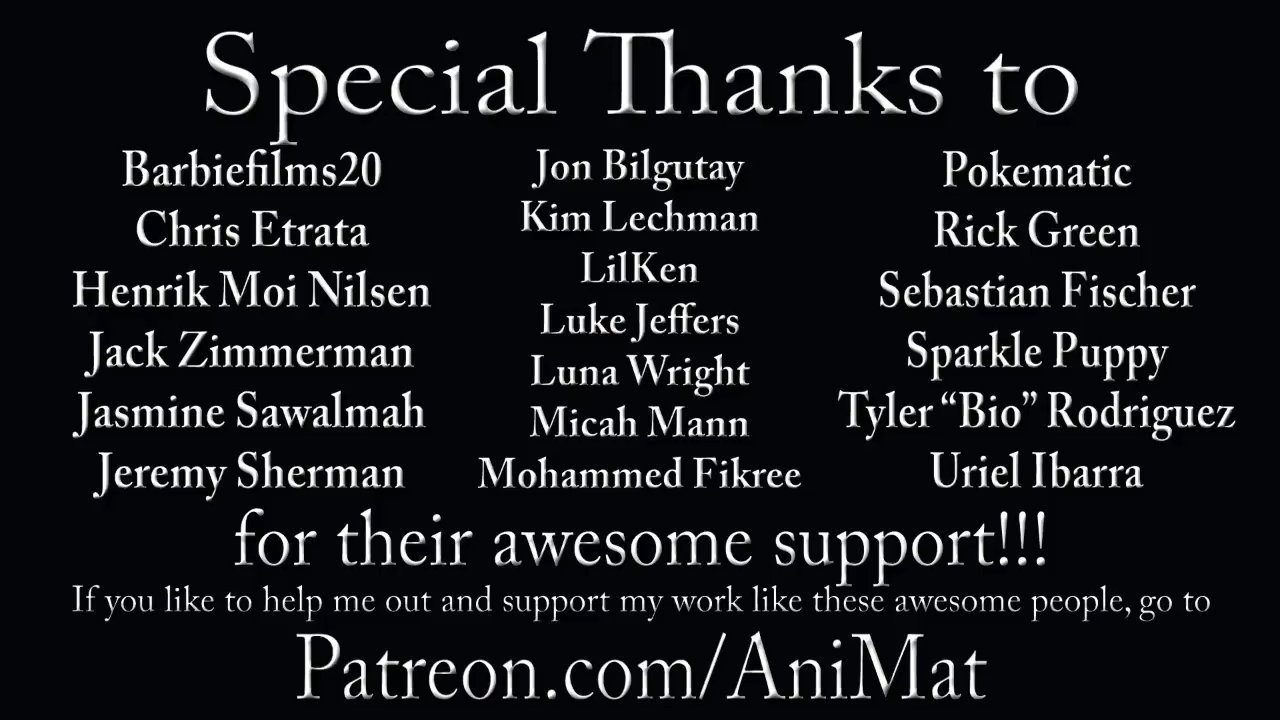 Special Thanks to
Barbiefilms20
Chris Etrata
Henrik Moi Nilsen
Jack Zimmerman
Jasmine Sawalmah
Jeremy Sherman
Jon Bilgutay
Kim Lechman
LilKen
Luke Jeffers
Luna Wright
Micah Mann
Mohammed Fikree
Pokematic
Rick Green
Sebastian Fischer
Sparkle Puppy
Tyler “Bio” Rodriguez
Uriel Ibarra
for their awesome support!!!
If you like to help me out and support my work like these awesome people, go to
Patreon.com/AniMat